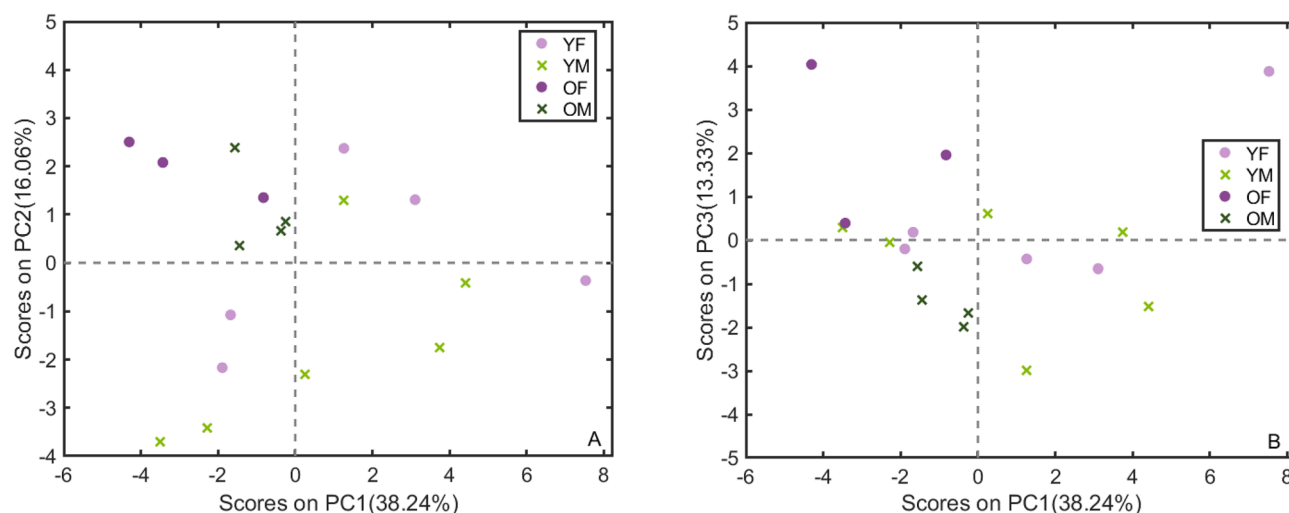 5
4
3
2
1
0
-1
-2
-3
-4
-6 -4 -2 0 2 4 6 8
Scores on PC2(16.06%)
Scores on PC1(38.24%)
YF
YM
OF
OM
A
5
4
3
2
1
0
-1
-2
-3
-4
-5
-6 -4 -2 0 2 4 6 8
Scores on PC3(13.33%)
Scores on PC1(38.24%)
YF
YM
OF
OM
B